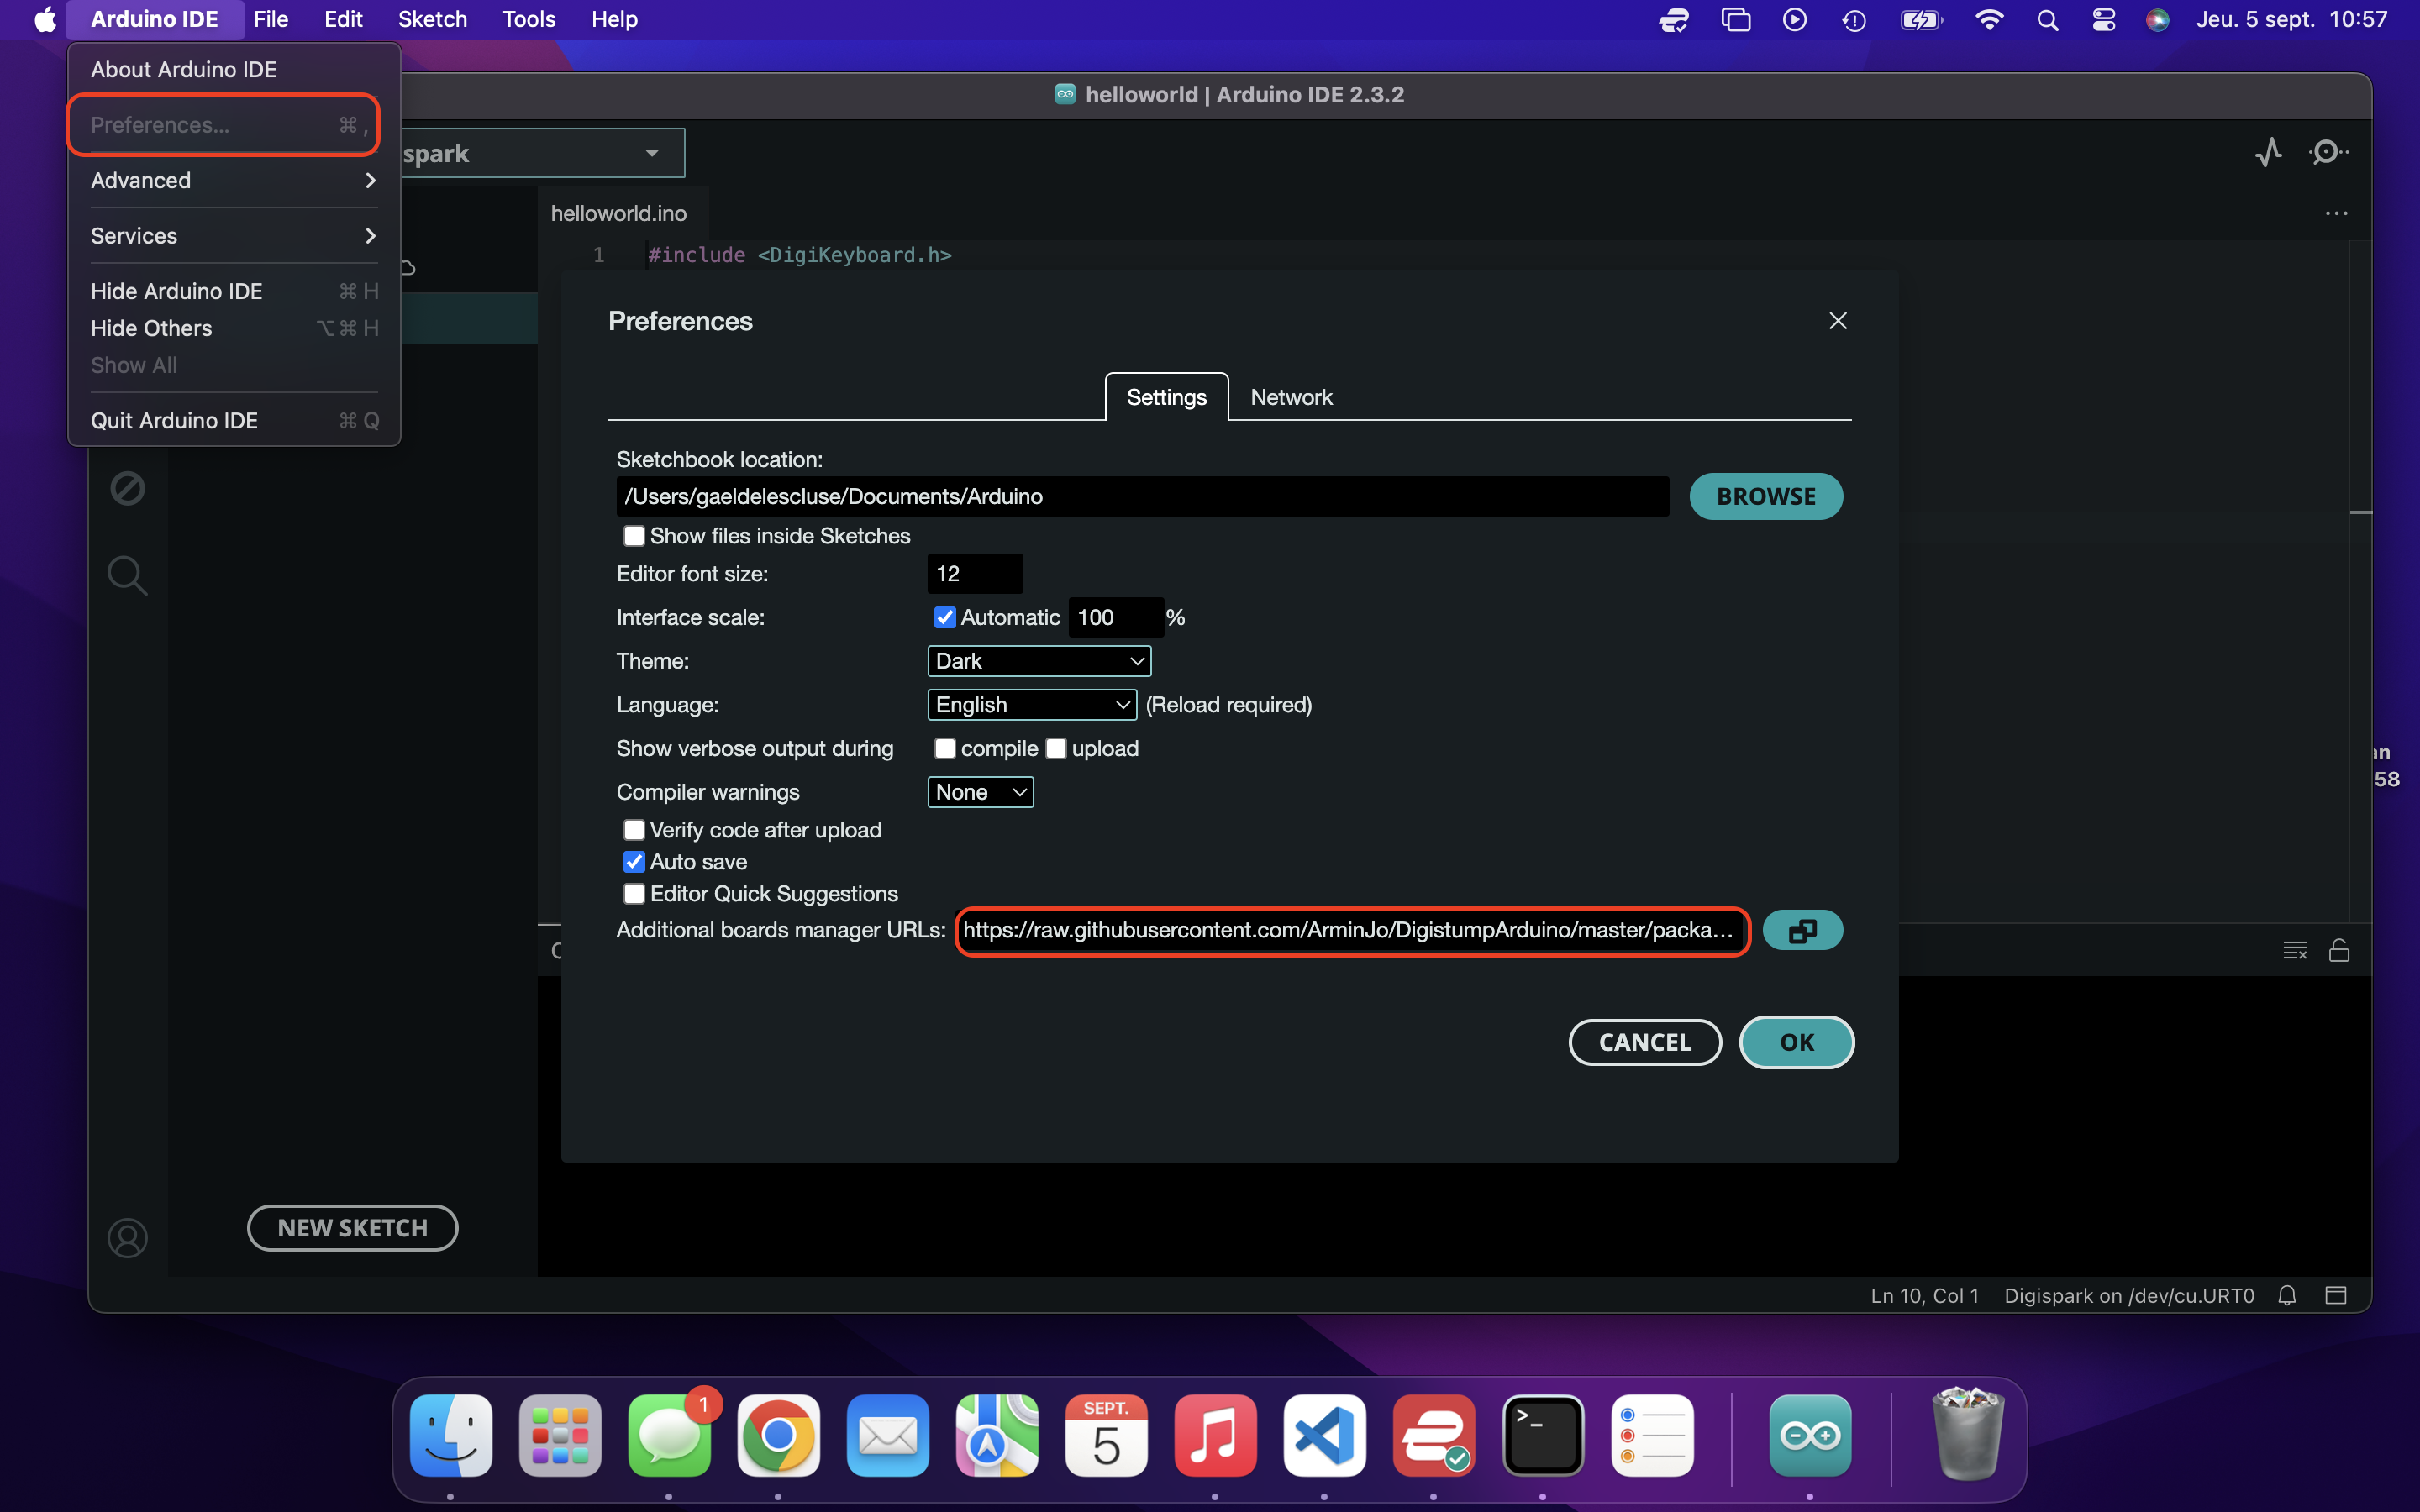 Arduino IDE File Edit Sketch Tools Help Jeu. 5 sept. 10:57
About Arduino IDE
Preferences... ⌘ ,
Advanced
Services
Hide Arduino IDE ⌘ H
Hide Others ⌥ ⌘ H
Show All
Quit Arduino IDE ⌘ Q
helloworld | Arduino IDE 2.3.2
spark
helloworld.ino
1 #include <DigiKeyboard.h>
Preferences
Settings Network
Sketchbook location:
/Users/gaeldelescluse/Documents/Arduino BROWSE
Show files inside Sketches
Editor font size: 12
Interface scale: Automatic 100 %
Theme: Dark
Language: English (Reload required)
Show verbose output during compile upload
Compiler warnings None
Verify code after upload
Auto save
Editor Quick Suggestions
Additional boards manager URLs: https://raw.githubusercontent.com/ArminJo/DigistumpArduino/master/packa...
CANCEL OK
an
58
NEW SKETCH
Ln 10, Col 1 Digispark on /dev/cu.URT0
1
SEPT.
5
>_